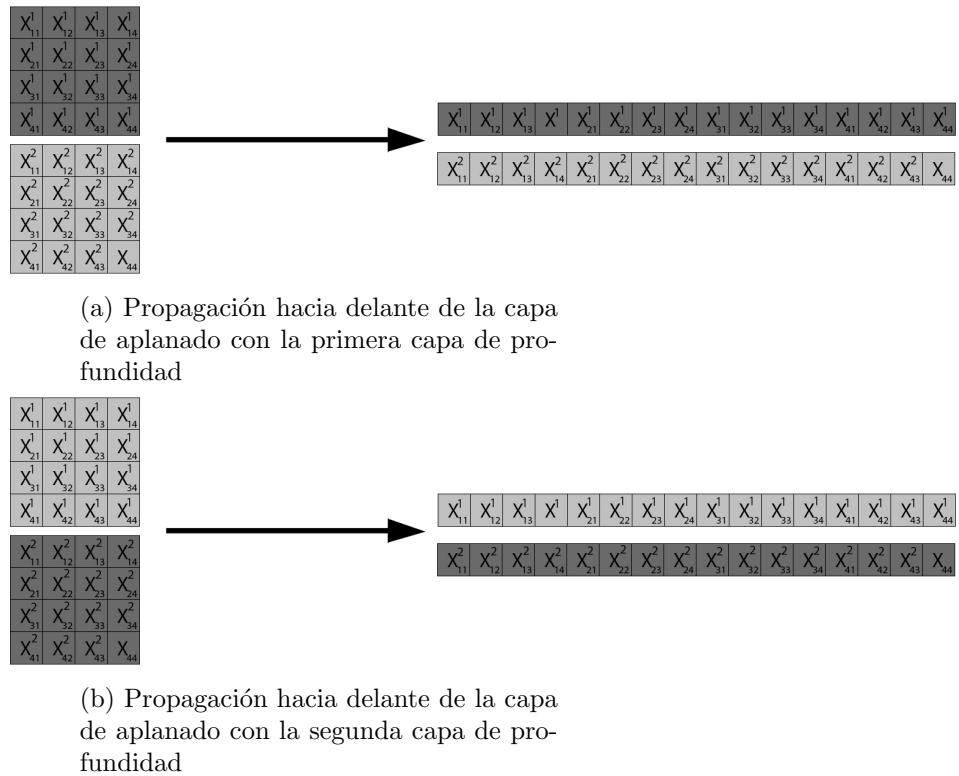 X¹₁₁ X¹₁₂ X¹₁₃ X¹₁₄
X¹₂₁ X¹₂₂ X¹₂₃ X¹₂₄
X¹₃₁ X¹₃₂ X¹₃₃ X¹₃₄
X¹₄₁ X¹₄₂ X¹₄₃ X¹₄₄
X¹₁₁ X¹₁₂ X¹₁₃ X¹ X¹₂₁ X¹₂₂ X¹₂₃ X¹₂₄ X¹₃₁ X¹₃₂ X¹₃₃ X¹₃₄ X¹₄₁ X¹₄₂ X¹₄₃ X¹₄₄
X²₁₁ X²₁₂ X²₁₃ X²₁₄
X²₂₁ X²₂₂ X²₂₃ X²₂₄
X²₃₁ X²₃₂ X²₃₃ X²₃₄
X²₄₁ X²₄₂ X²₄₃ X₄₄
X²₁₁ X²₁₂ X²₁₃ X²₁₄ X²₂₁ X²₂₂ X²₂₃ X²₂₄ X²₃₁ X²₃₂ X²₃₃ X²₃₄ X²₄₁ X²₄₂ X²₄₃ X₄₄
(a) Propagación hacia delante de la capa
de aplanado con la primera capa de pro-
fundidad
X¹₁₁ X¹₁₂ X¹₁₃ X¹₁₄
X¹₂₁ X¹₂₂ X¹₂₃ X¹₂₄
X¹₃₁ X¹₃₂ X¹₃₃ X¹₃₄
X¹₄₁ X¹₄₂ X¹₄₃ X¹₄₄
X¹₁₁ X¹₁₂ X¹₁₃ X¹ X¹₂₁ X¹₂₂ X¹₂₃ X¹₂₄ X¹₃₁ X¹₃₂ X¹₃₃ X¹₃₄ X¹₄₁ X¹₄₂ X¹₄₃ X¹₄₄
X²₁₁ X²₁₂ X²₁₃ X²₁₄
X²₂₁ X²₂₂ X²₂₃ X²₂₄
X²₃₁ X²₃₂ X²₃₃ X²₃₄
X²₄₁ X²₄₂ X²₄₃ X₄₄
X²₁₁ X²₁₂ X²₁₃ X²₁₄ X²₂₁ X²₂₂ X²₂₃ X²₂₄ X²₃₁ X²₃₂ X²₃₃ X²₃₄ X²₄₁ X²₄₂ X²₄₃ X₄₄
(b) Propagación hacia delante de la capa
de aplanado con la segunda capa de pro-
fundidad